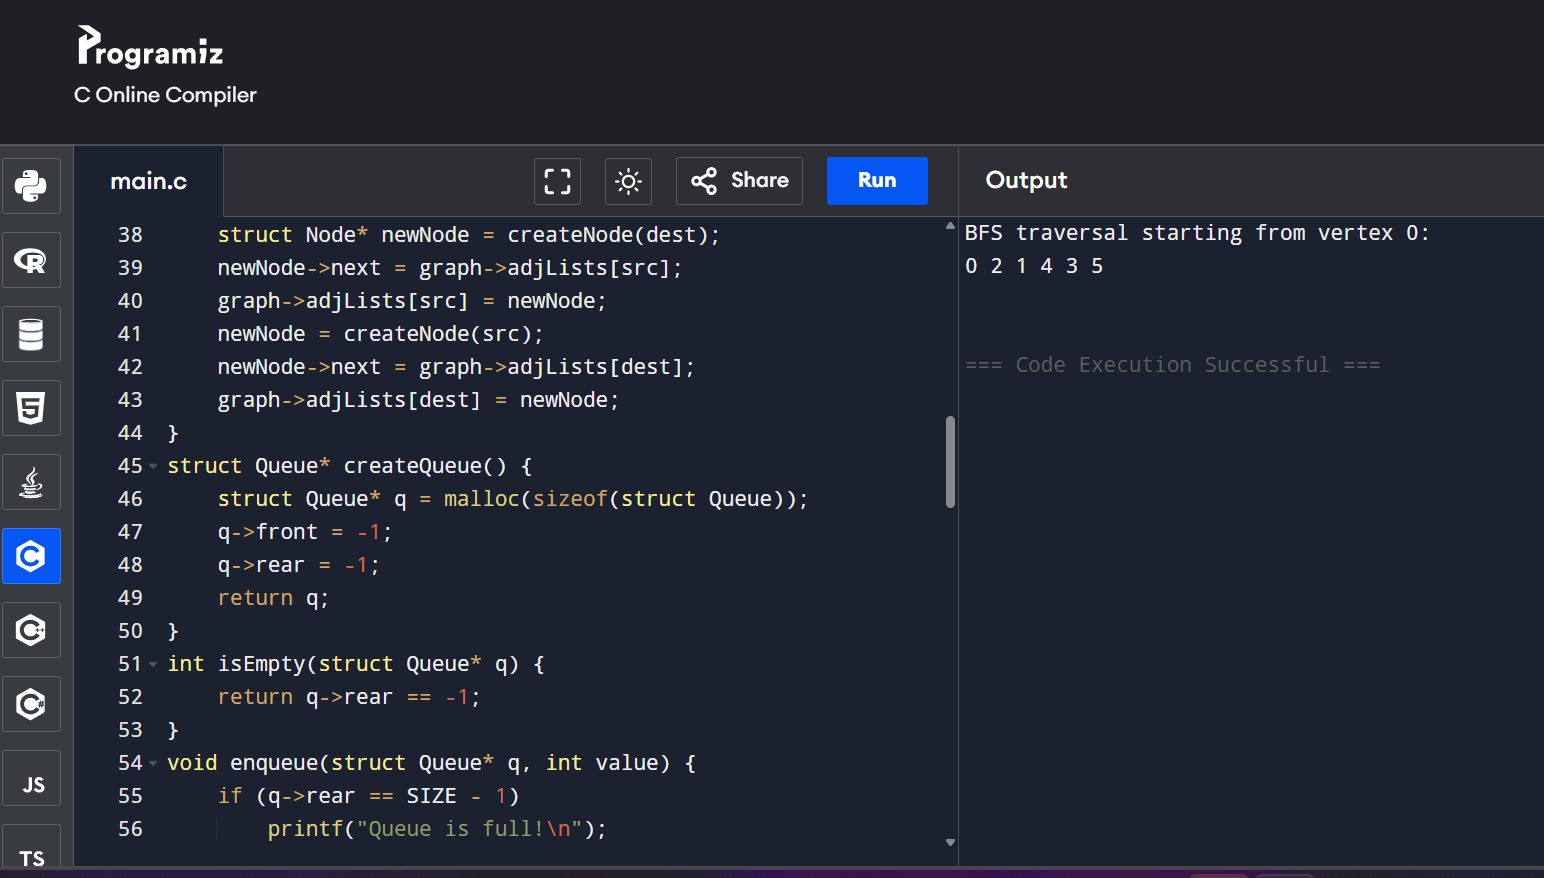 Programiz
C Online Compiler
main.c
Share
Run
Output
38 struct Node* newNode = createNode(dest);
39 newNode->next = graph->adjLists[src];
40 graph->adjLists[src] = newNode;
41 newNode = createNode(src);
42 newNode->next = graph->adjLists[dest];
43 graph->adjLists[dest] = newNode;
44 }
45 struct Queue* createQueue() {
46 struct Queue* q = malloc(sizeof(struct Queue));
47 q->front = -1;
48 q->rear = -1;
49 return q;
50 }
51 int isEmpty(struct Queue* q) {
52 return q->rear == -1;
53 }
54 void enqueue(struct Queue* q, int value) {
55 if (q->rear == SIZE - 1)
56 printf("Queue is full!\n");
BFS traversal starting from vertex 0:
0 2 1 4 3 5
=== Code Execution Successful ===
R
5
C
C++
C#
JS
TS